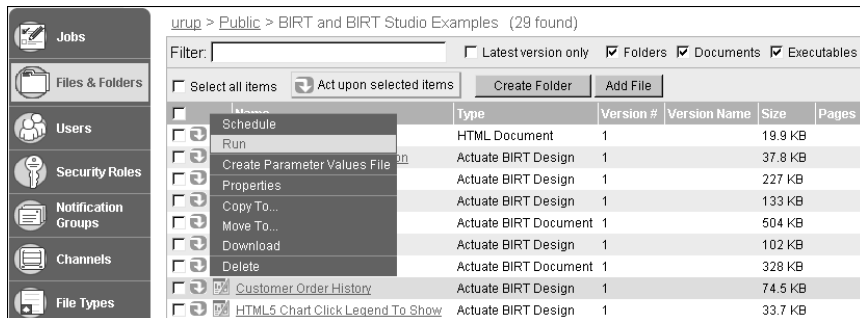 urup > Public > BIRT and BIRT Studio Examples (29 found)
Jobs
Filter: Latest version only Folders Documents Executables
Files & Folders
Select all items Act upon selected items Create Folder Add File
Name Type Version # Version Name Size Pages
Users
Schedule
HTML Document 1 19.9 KB
Run
Actuate BIRT Design 1 37.8 KB
Create Parameter Values File
Security Roles
Actuate BIRT Design 1 227 KB
Properties
Actuate BIRT Design 1 133 KB
Copy To...
Notification
Groups
Actuate BIRT Document 1 504 KB
Move To...
Actuate BIRT Design 1 102 KB
Download
Channels
Actuate BIRT Document 1 328 KB
Delete
Customer Order History Actuate BIRT Design 1 74.5 KB
File Types
HTML5 Chart Click Legend To Show Actuate BIRT Design 1 33.7 KB